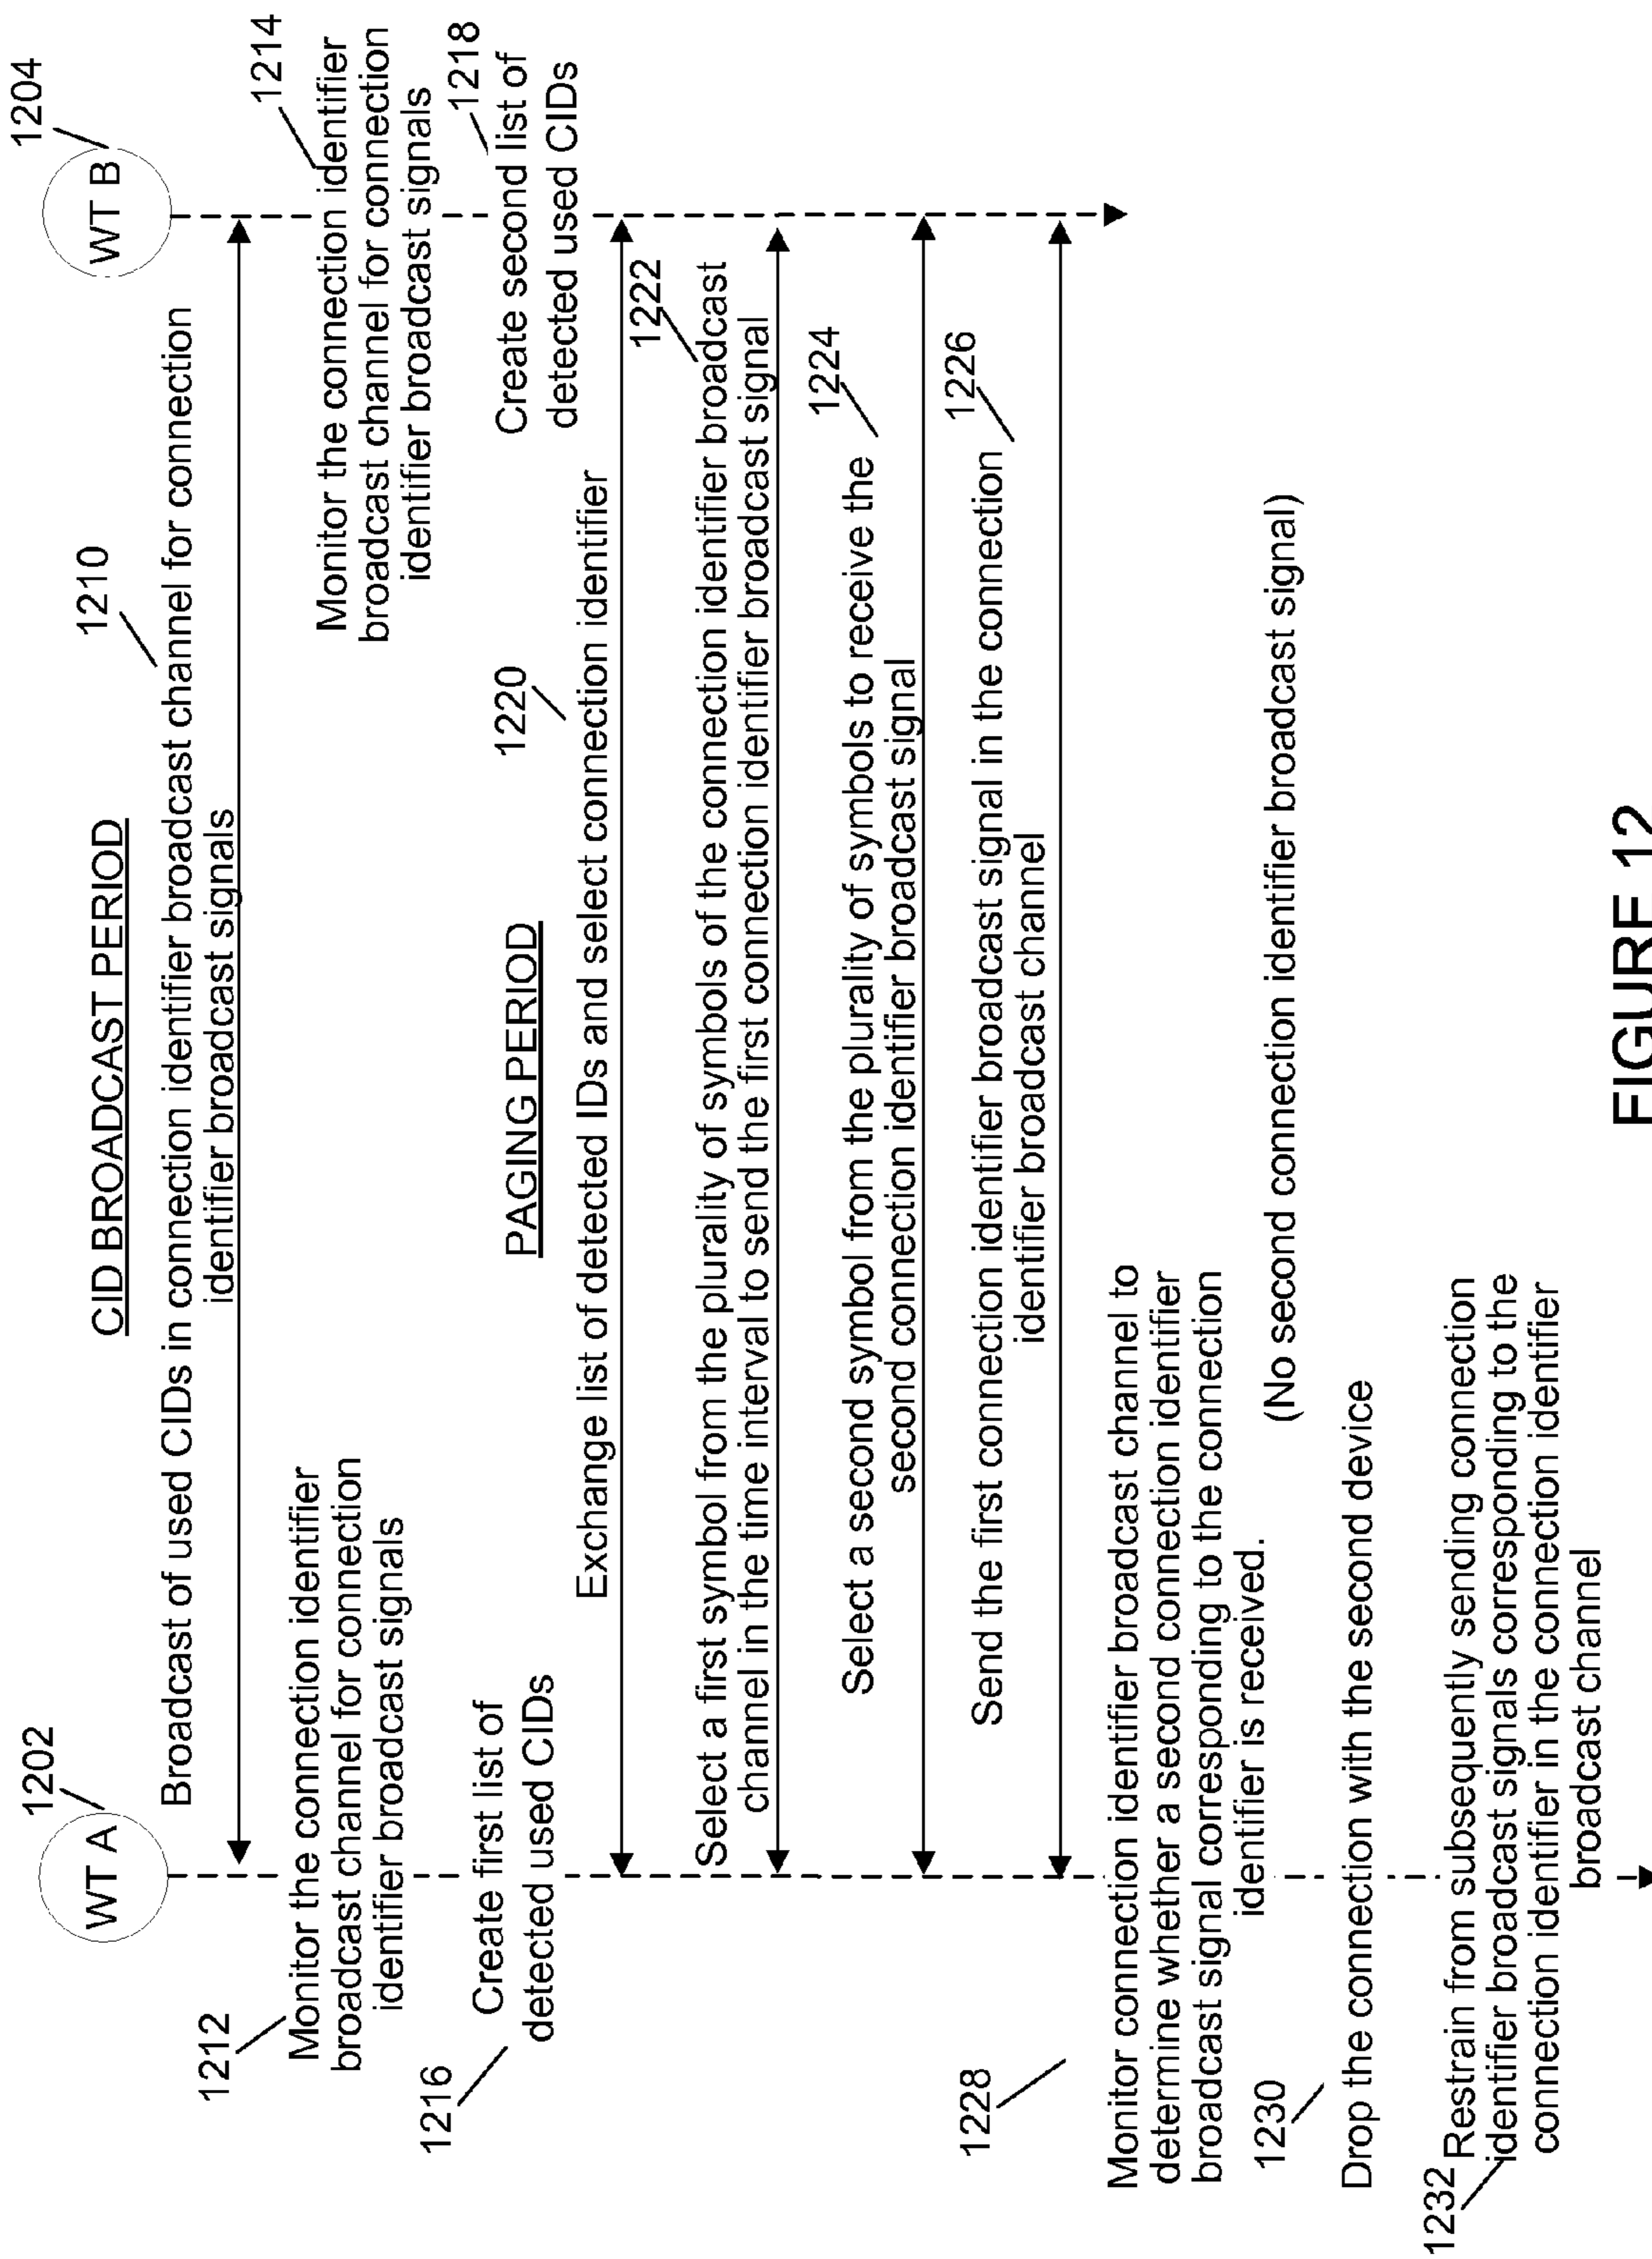 1202
WT A
1204
WT B
CID BROADCAST PERIOD
1210
Broadcast of used CIDs in connection identifier broadcast channel for connection
identifier broadcast signals
1212
Monitor the connection identifier
broadcast channel for connection
identifier broadcast signals
1214
Monitor the connection identifier
broadcast channel for connection
identifier broadcast signals
1216
Create first list of
detected used CIDs
1218
Create second list of
detected used CIDs
PAGING PERIOD
1220
Exchange list of detected IDs and select connection identifier
1222
Select a first symbol from the plurality of symbols of the connection identifier broadcast
channel in the time interval to send the first connection identifier broadcast signal
1224
Select a second symbol from the plurality of symbols to receive the
second connection identifier broadcast signal
1226
Send the first connection identifier broadcast signal in the connection
identifier broadcast channel
1228
Monitor connection identifier broadcast channel to
determine whether a second connection identifier
broadcast signal corresponding to the connection
identifier is received.
(No second connection identifier broadcast signal)
1230
Drop the connection with the second device
1232
Restrain from subsequently sending connection
identifier broadcast signals corresponding to the
connection identifier in the connection identifier
broadcast channel
FIGURE 12